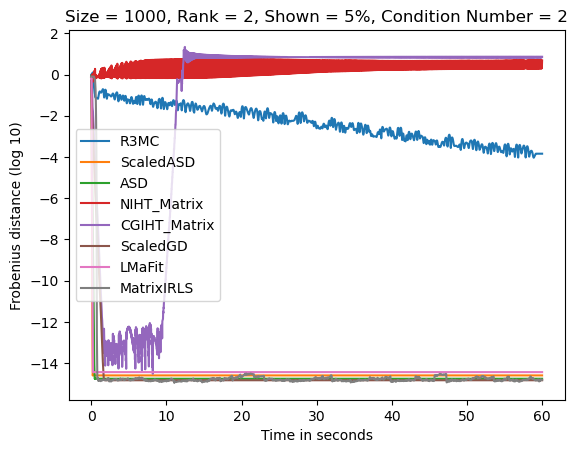 Size = 1000, Rank = 2, Shown = 5%, Condition Number = 2
Frobenius distance (log 10)
2
0
−2
−4
−6
−8
−10
−12
−14
R3MC
ScaledASD
ASD
NIHT_Matrix
CGIHT_Matrix
ScaledGD
LMaFit
MatrixIRLS
0 10 20 30 40 50 60
Time in seconds